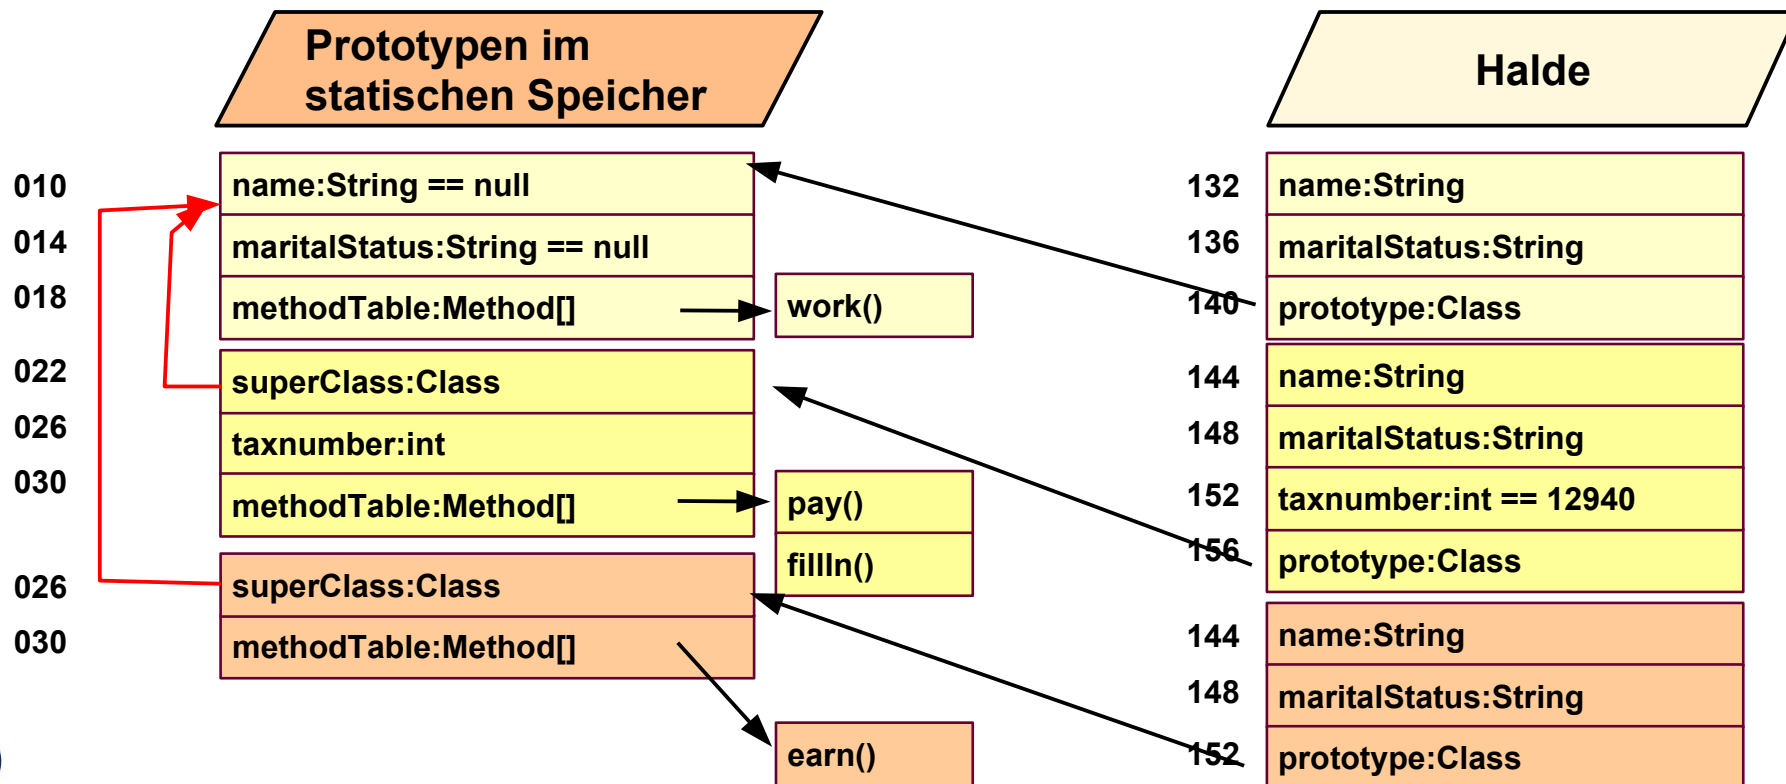 Prototypen im
statischen Speicher
Halde
010 name:String == null
014 maritalStatus:String == null
018 methodTable:Method[] work()
022 superClass:Class
026 taxnumber:int
030 methodTable:Method[] pay()
fillIn()
026 superClass:Class
030 methodTable:Method[]
earn()
132 name:String
136 maritalStatus:String
140 prototype:Class
144 name:String
148 maritalStatus:String
152 taxnumber:int == 12940
156 prototype:Class
144 name:String
148 maritalStatus:String
152 prototype:Class